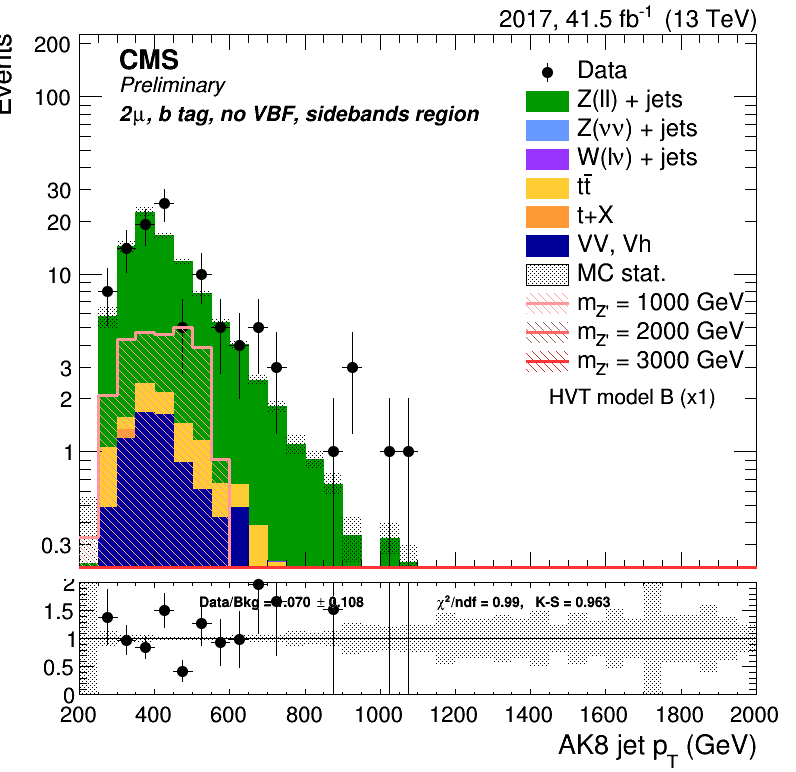 2017, 41.5 fb⁻¹ (13 TeV)
Events
CMS
Preliminary
2μ, b tag, no VBF, sidebands region
Data
Z(ll) + jets
Z(νν) + jets
W(lν) + jets
tt̄
t+X
VV, Vh
MC stat.
m_Z' = 1000 GeV
m_Z' = 2000 GeV
m_Z' = 3000 GeV
HVT model B (x1)
200
100
30
20
10
3
2
1
0.3
Data/Bkg = 1.070 ± 0.108
χ²/ndf = 0.99, K-S = 0.963
2
1.5
1
0.5
0
200 400 600 800 1000 1200 1400 1600 1800 2000
AK8 jet p_T (GeV)